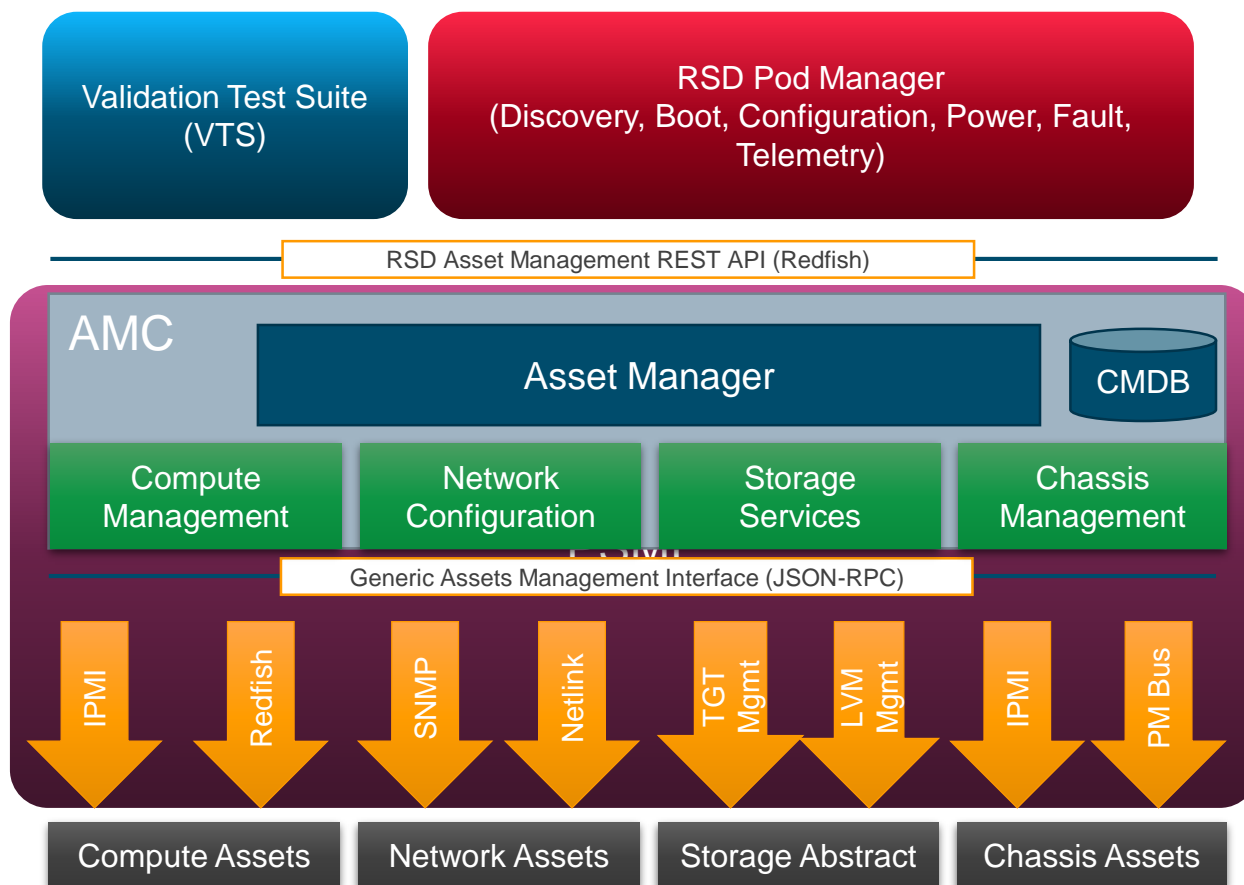 Validation Test Suite
(VTS)
RSD Pod Manager
(Discovery, Boot, Configuration, Power, Fault,
Telemetry)
RSD Asset Management REST API (Redfish)
AMC
Asset Manager
CMDB
Compute
Management
Network
Configuration
Storage
Services
Chassis
Management
Generic Assets Management Interface (JSON-RPC)
IPMI
Redfish
SNMP
Netlink
TGT
Mgmt
LVM
Mgmt
IPMI
PM Bus
Compute Assets
Network Assets
Storage Abstract
Chassis Assets